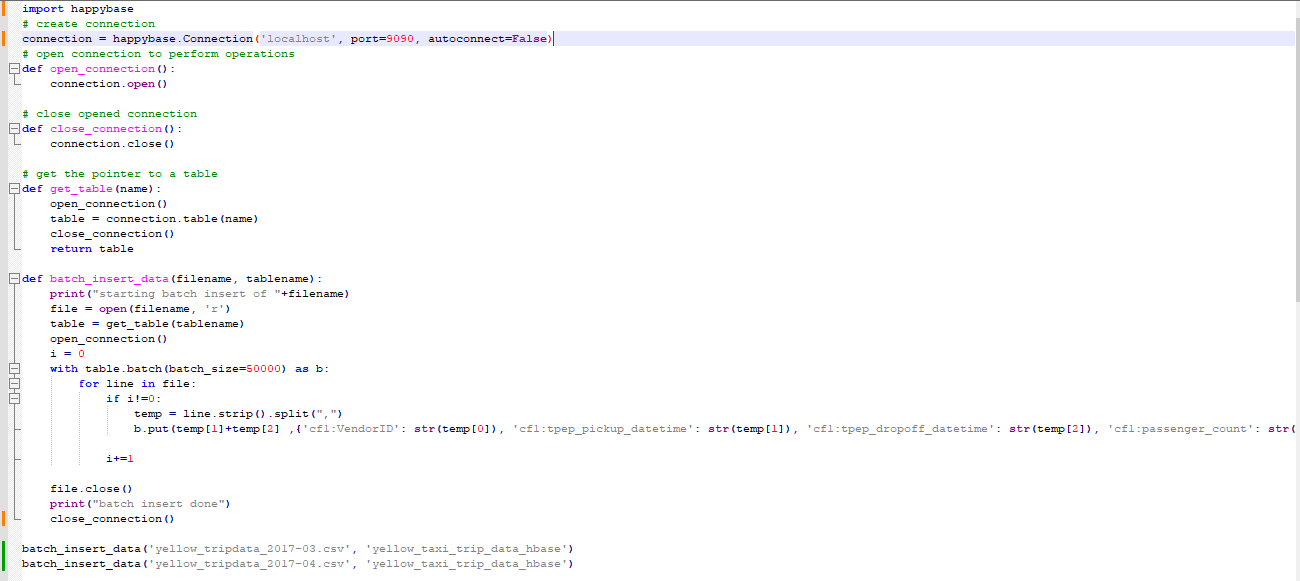 import happybase
# create connection
connection = happybase.Connection('localhost', port=9090, autoconnect=False)
# open connection to perform operations
def open_connection():
    connection.open()
# close opened connection
def close_connection():
    connection.close()
# get the pointer to a table
def get_table(name):
    open_connection()
    table = connection.table(name)
    close_connection()
    return table
def batch_insert_data(filename, tablename):
    print("starting batch insert of "+filename)
    file = open(filename, 'r')
    table = get_table(tablename)
    open_connection()
    i = 0
    with table.batch(batch_size=50000) as b:
        for line in file:
            if i!=0:
                temp = line.strip().split(",")
                b.put(temp[1]+temp[2] ,{'cf1:VendorID': str(temp[0]), 'cf1:tpep_pickup_datetime': str(temp[1]), 'cf1:tpep_dropoff_datetime': str(temp[2]), 'cf1:passenger_count': str(
            i+=1
    file.close()
    print("batch insert done")
    close_connection()
batch_insert_data('yellow_tripdata_2017-03.csv', 'yellow_taxi_trip_data_hbase')
batch_insert_data('yellow_tripdata_2017-04.csv', 'yellow_taxi_trip_data_hbase')